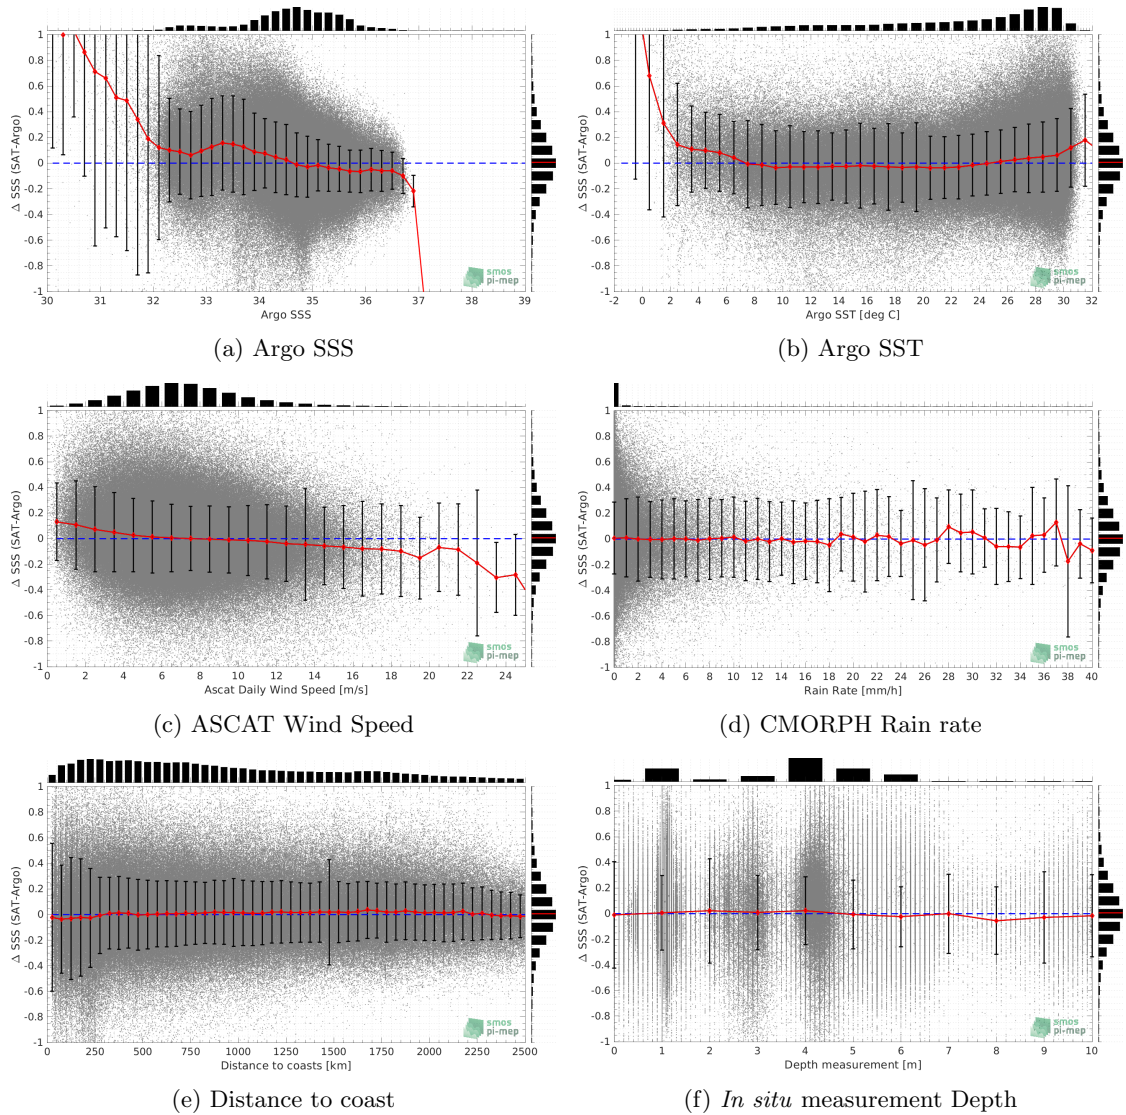 1
0.8
0.6
0.4
0.2
0
-0.2
-0.4
-0.6
-0.8
-1
Δ SSS (SAT-Argo)
30 31 32 33 34 35 36 37 38 39
Argo SSS
smos
pi-mep
(a) Argo SSS
1
0.8
0.6
0.4
0.2
0
-0.2
-0.4
-0.6
-0.8
-1
Δ SSS (SAT-Argo)
-2 0 2 4 6 8 10 12 14 16 18 20 22 24 26 28 30 32
Argo SST [deg C]
smos
pi-mep
(b) Argo SST
1
0.8
0.6
0.4
0.2
0
-0.2
-0.4
-0.6
-0.8
-1
Δ SSS (SAT-Argo)
0 2 4 6 8 10 12 14 16 18 20 22 24
Ascat Daily Wind Speed [m/s]
smos
pi-mep
(c) ASCAT Wind Speed
1
0.8
0.6
0.4
0.2
0
-0.2
-0.4
-0.6
-0.8
-1
Δ SSS (SAT-Argo)
0 2 4 6 8 10 12 14 16 18 20 22 24 26 28 30 32 34 36 38 40
Rain Rate [mm/h]
smos
pi-mep
(d) CMORPH Rain rate
1
0.8
0.6
0.4
0.2
0
-0.2
-0.4
-0.6
-0.8
-1
Δ SSS (SAT-Argo)
0 250 500 750 1000 1250 1500 1750 2000 2250 2500
Distance to coasts [km]
smos
pi-mep
(e) Distance to coast
1
0.8
0.6
0.4
0.2
0
-0.2
-0.4
-0.6
-0.8
-1
Δ SSS (SAT-Argo)
0 1 2 3 4 5 6 7 8 9 10
Depth measurement [m]
smos
pi-mep
(f) In situ measurement Depth